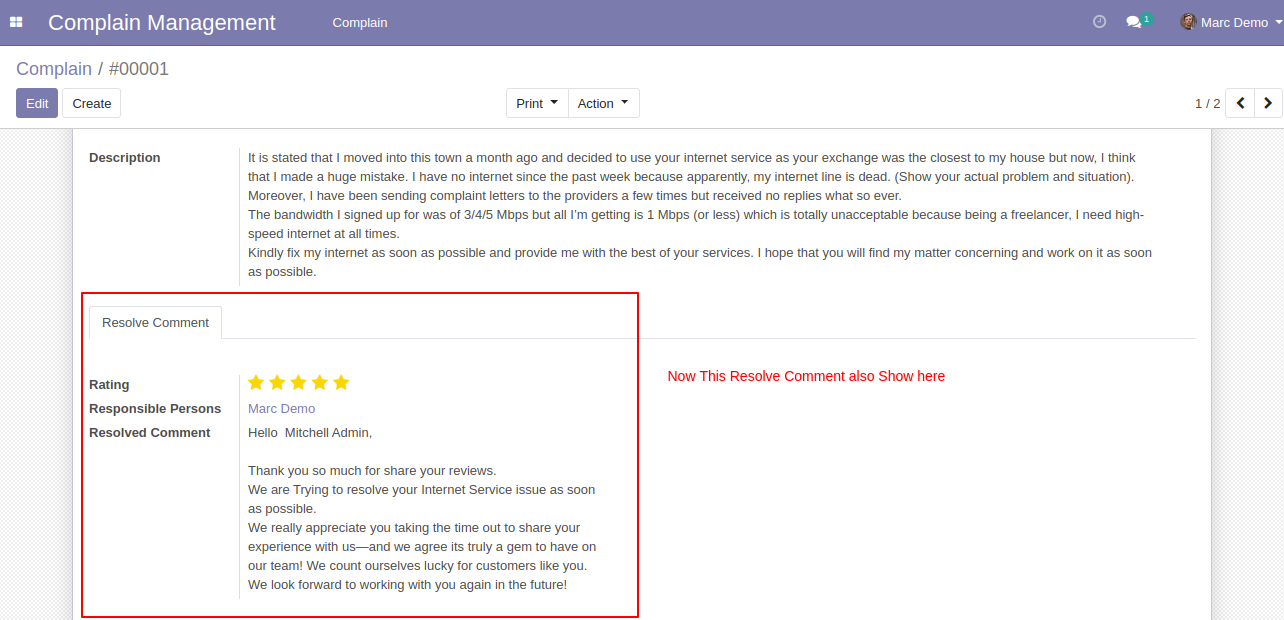 Complain Management
Complain
1
Marc Demo
Complain / #00001
Edit
Create
Print
Action
1 / 2
Description
It is stated that I moved into this town a month ago and decided to use your internet service as your exchange was the closest to my house but now, I think
that I made a huge mistake. I have no internet since the past week because apparently, my internet line is dead. (Show your actual problem and situation).
Moreover, I have been sending complaint letters to the providers a few times but received no replies what so ever.
The bandwidth I signed up for was of 3/4/5 Mbps but all I’m getting is 1 Mbps (or less) which is totally unacceptable because being a freelancer, I need high-
speed internet at all times.
Kindly fix my internet as soon as possible and provide me with the best of your services. I hope that you will find my matter concerning and work on it as soon
as possible.
Resolve Comment
Rating
Now This Resolve Comment also Show here
Responsible Persons
Marc Demo
Resolved Comment
Hello  Mitchell Admin,
Thank you so much for share your reviews.
We are Trying to resolve your Internet Service issue as soon
as possible.
We really appreciate you taking the time out to share your
experience with us—and we agree its truly a gem to have on
our team! We count ourselves lucky for customers like you.
We look forward to working with you again in the future!